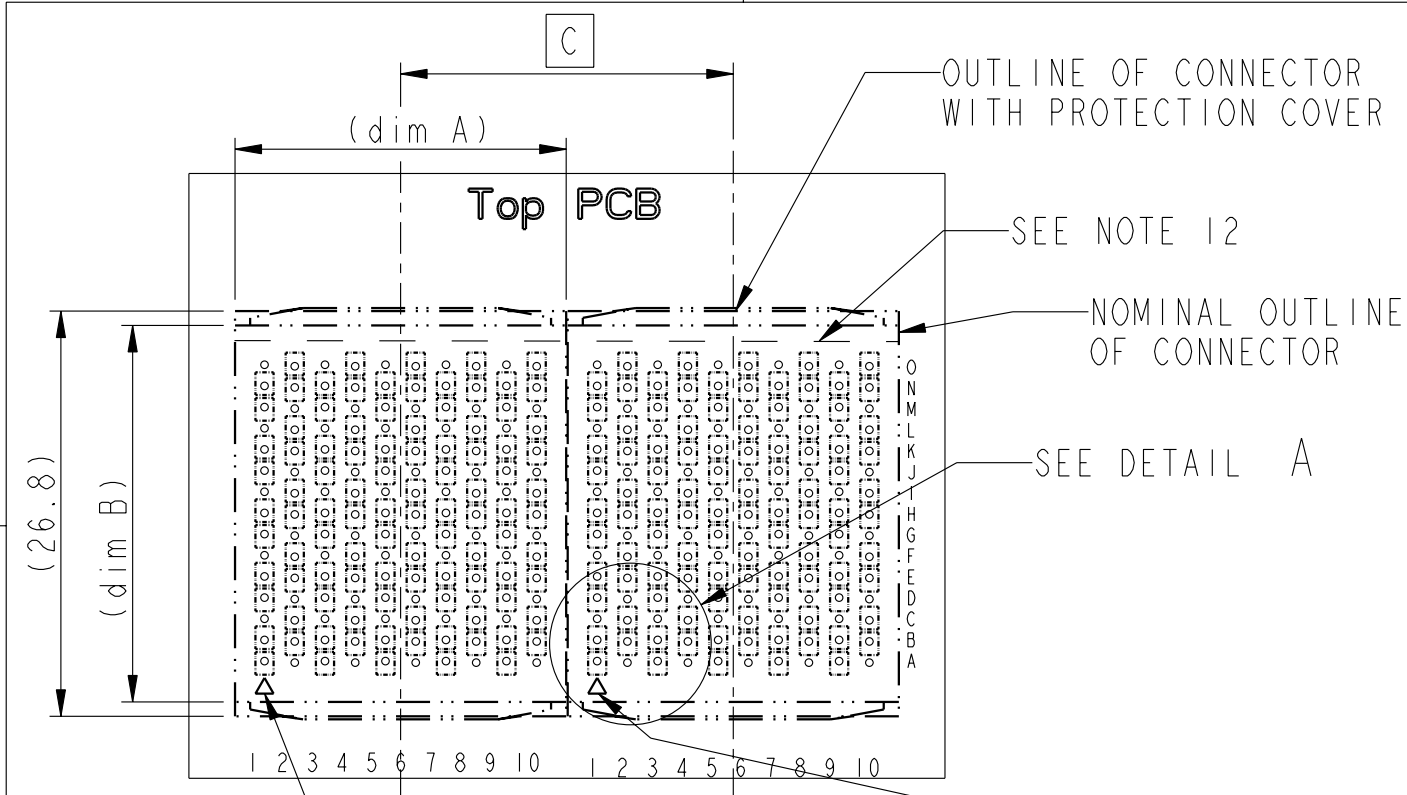 C
(dim A)
OUTLINE OF CONNECTOR
WITH PROTECTION COVER
Top PCB
SEE NOTE 12
NOMINAL OUTLINE
OF CONNECTOR
SEE DETAIL A
(26.8)
(dim B)
O
N
M
L
K
J
I
H
G
F
E
D
C
B
A
1 2 3 4 5 6 7 8 9 10
1 2 3 4 5 6 7 8 9 10